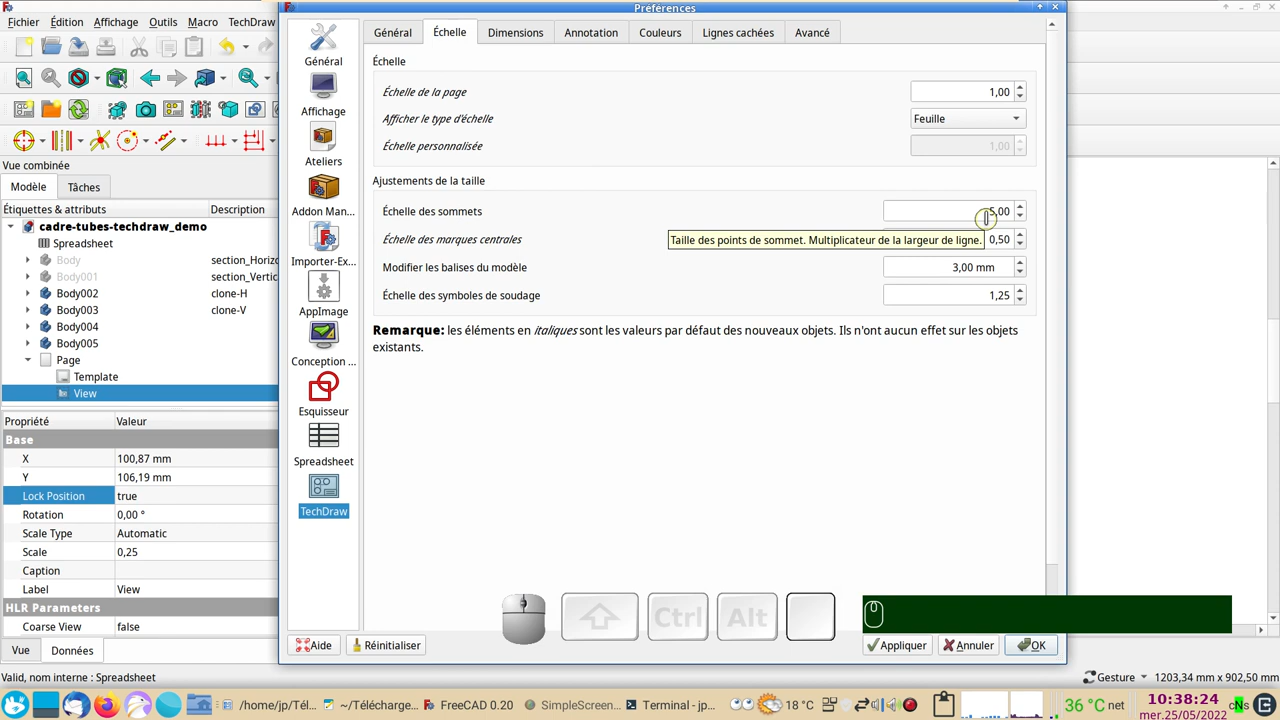 Préférences
Fichier Édition Affichage Outils Macro TechDraw
Vue combinée
Modèle Tâches
Étiquettes & attributs Description
cadre-tubes-techdraw_demo
Spreadsheet
Body section_Horizo
Body001 section_Vertic
Body002 clone-H
Body003 clone-V
Body004
Body005
Page
Template
View
Propriété Valeur
Base
X 100,87 mm
Y 106,19 mm
Lock Position true
Rotation 0,00 °
Scale Type Automatic
Scale 0,25
Caption
Label View
HLR Parameters
Coarse View false
Vue Données
Valid, nom interne : Spreadsheet
Général
Affichage
Ateliers
Addon Man...
Importer-Ex...
AppImage
Conception ...
Esquisseur
Spreadsheet
TechDraw
Général Échelle Dimensions Annotation Couleurs Lignes cachées Avancé
Échelle
Échelle de la page 1,00
Afficher le type d'échelle Feuille
Échelle personnalisée 1,00
Ajustements de la taille
Échelle des sommets 5,00
Échelle des marques centrales 0,50
Taille des points de sommet. Multiplicateur de la largeur de ligne.
Modifier les balises du modèle 3,00 mm
Échelle des symboles de soudage 1,25
Remarque: les éléments en italiques sont les valeurs par défaut des nouveaux objets. Ils n'ont aucun effet sur les objets
existants.
Ctrl Alt
Aide Réinitialiser Appliquer Annuler OK
Gesture 1203,34 mm x 902,50 mm
/home/jp/Tél... ~/Télécharge... FreeCAD 0.20 SimpleScreen... Terminal - jp... 18 °C 36 °C net 10:38:24 cNs
mer.25/05/2022